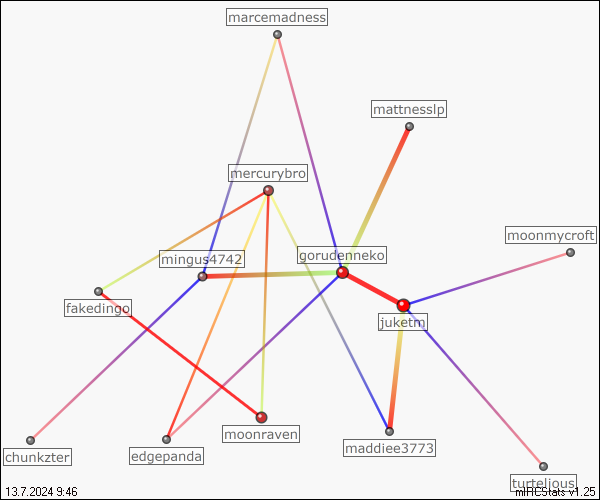 marcemadness
mattnesslp
mercurybro
moonmycroft
gorudenneko
mingus4742
fakedingo
juketm
moonraven
maddiee3773
edgepanda
chunkzter
turteljous
13.7.2024 9:46
mIRCStats v1.25